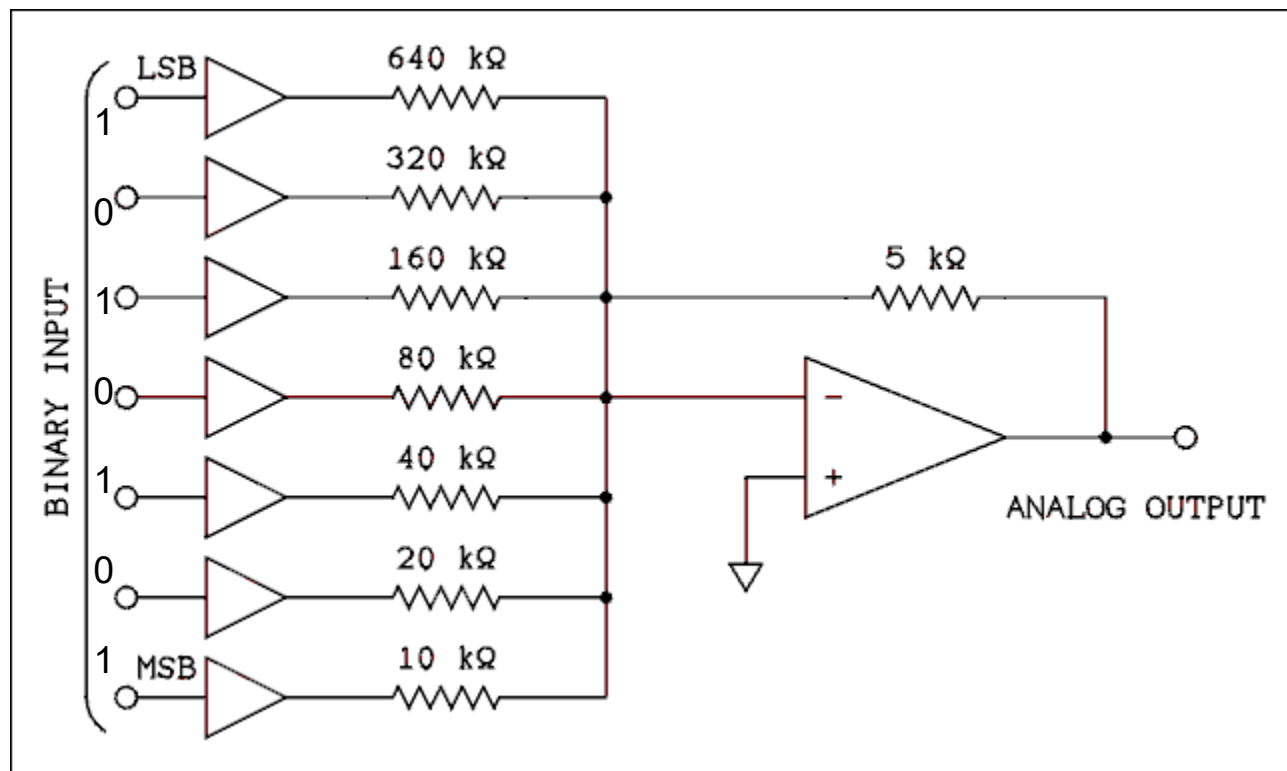 LSB
640 kΩ
1
320 kΩ
0
160 kΩ
5 kΩ
1
80 kΩ
0
−
40 kΩ
1
+
ANALOG OUTPUT
20 kΩ
0
10 kΩ
1
MSB
BINARY INPUT